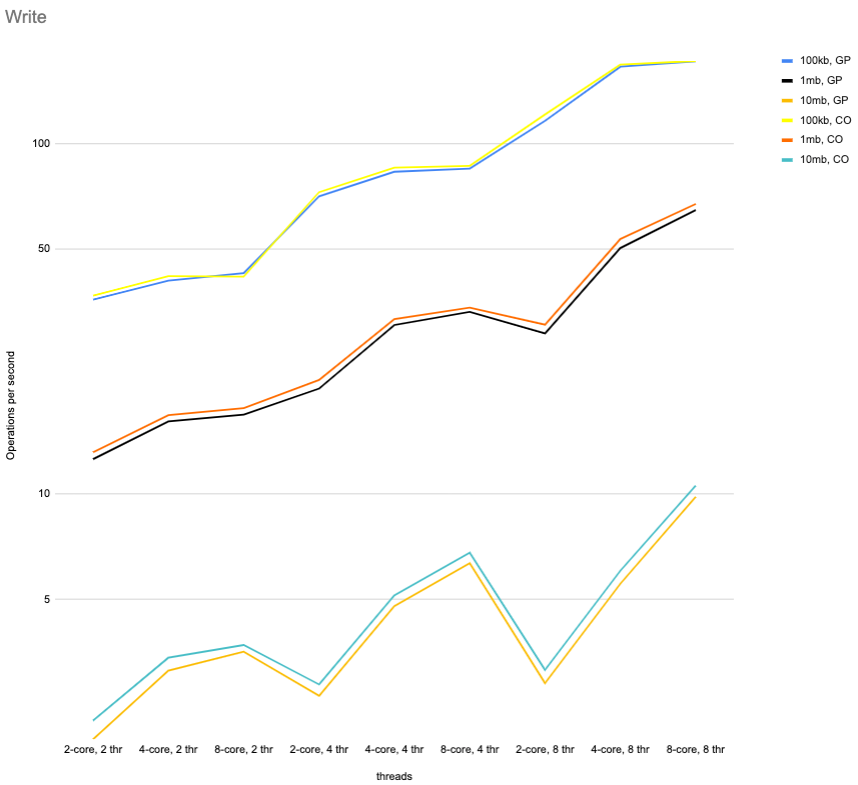 Write
100kb, GP
1mb, GP
10mb, GP
100kb, CO
1mb, CO
10mb, CO
100
50
10
5
Operations per second
2-core, 2 thr
4-core, 2 thr
8-core, 2 thr
2-core, 4 thr
4-core, 4 thr
8-core, 4 thr
2-core, 8 thr
4-core, 8 thr
8-core, 8 thr
threads